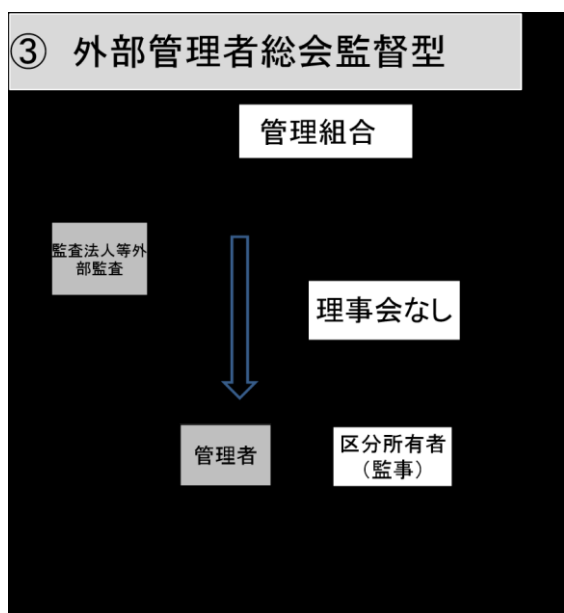 ③ 外部管理者総会監督型
管理組合
監査法人等外
部監査
理事会なし
管理者
区分所有者
（監事）